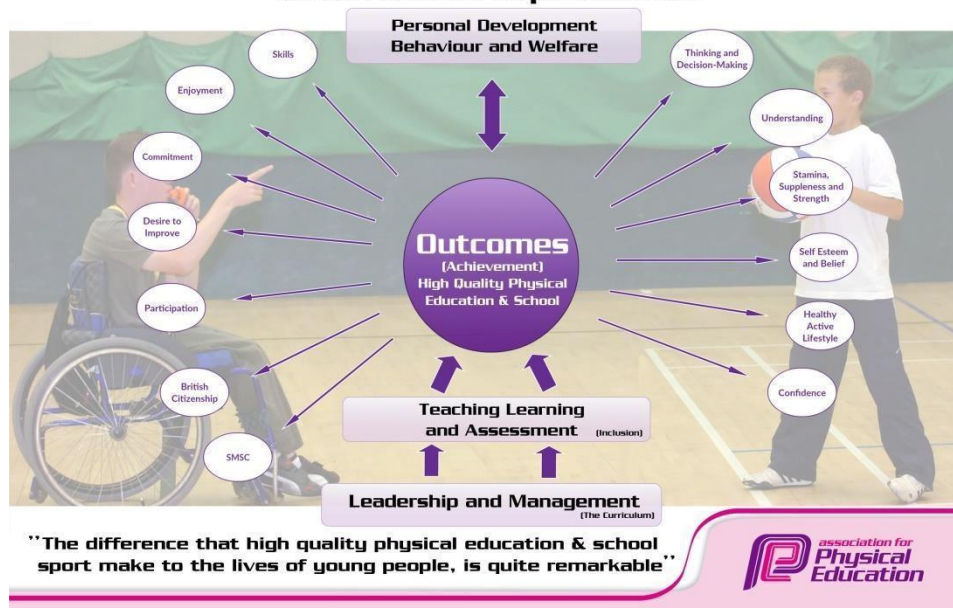 Personal Development
Behaviour and Welfare
Skills
Enjoyment
Commitment
Desire to
Improve
Participation
British
Citizenship
SMSC
Thinking and
Decision-Making
Understanding
Stamina,
Suppleness and
Strength
Self Esteem
and Belief
Healthy
Active
Lifestyle
Confidence
Outcomes
(Achievement)
High Quality Physical
Education & School
Teaching Learning
and Assessment (Inclusion)
Leadership and Management
(The Curriculum)
"The difference that high quality physical education & school
sport make to the lives of young people, is quite remarkable"
association for
Physical
Education